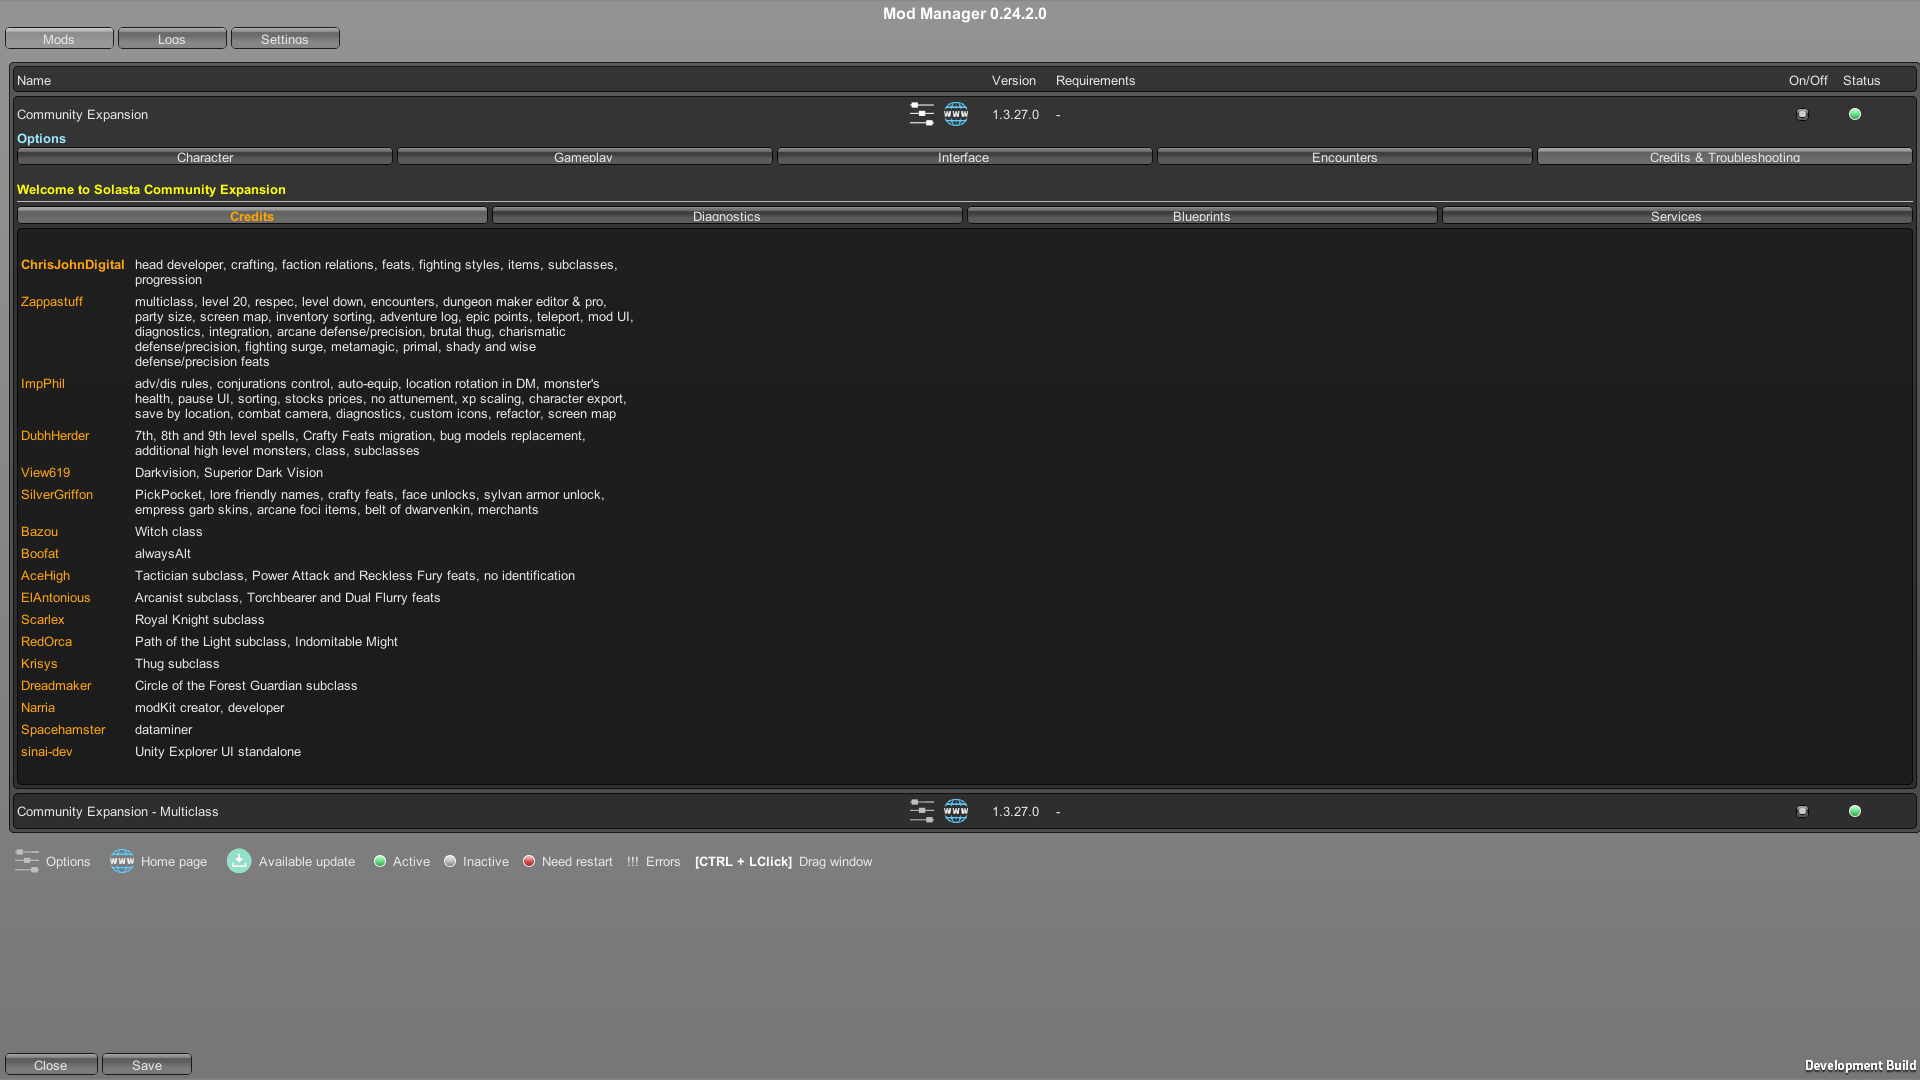 Mod Manager 0.24.2.0
Mods Logs Settings
Name Version Requirements On/Off Status
Community Expansion WWW 1.3.27.0 -
Options
Character Gameplay Interface Encounters Credits & Troubleshooting
Welcome to Solasta Community Expansion
Credits Diagnostics Blueprints Services
ChrisJohnDigital head developer, crafting, faction relations, feats, fighting styles, items, subclasses,
progression
Zappastuff multiclass, level 20, respec, level down, encounters, dungeon maker editor & pro,
party size, screen map, inventory sorting, adventure log, epic points, teleport, mod UI,
diagnostics, integration, arcane defense/precision, brutal thug, charismatic
defense/precision, fighting surge, metamagic, primal, shady and wise
defense/precision feats
ImpPhil adv/dis rules, conjurations control, auto-equip, location rotation in DM, monster's
health, pause UI, sorting, stocks prices, no attunement, xp scaling, character export,
save by location, combat camera, diagnostics, custom icons, refactor, screen map
DubhHerder 7th, 8th and 9th level spells, Crafty Feats migration, bug models replacement,
additional high level monsters, class, subclasses
View619 Darkvision, Superior Dark Vision
SilverGriffon PickPocket, lore friendly names, crafty feats, face unlocks, sylvan armor unlock,
empress garb skins, arcane foci items, belt of dwarvenkin, merchants
Bazou Witch class
Boofat alwaysAlt
AceHigh Tactician subclass, Power Attack and Reckless Fury feats, no identification
ElAntonious Arcanist subclass, Torchbearer and Dual Flurry feats
Scarlex Royal Knight subclass
RedOrca Path of the Light subclass, Indomitable Might
Krisys Thug subclass
Dreadmaker Circle of the Forest Guardian subclass
Narria modKit creator, developer
Spacehamster dataminer
sinai-dev Unity Explorer UI standalone
Community Expansion - Multiclass WWW 1.3.27.0 -
Options WWW Home page Available update Active Inactive Need restart !!! Errors [CTRL + LClick] Drag window
Close Save
Development Build